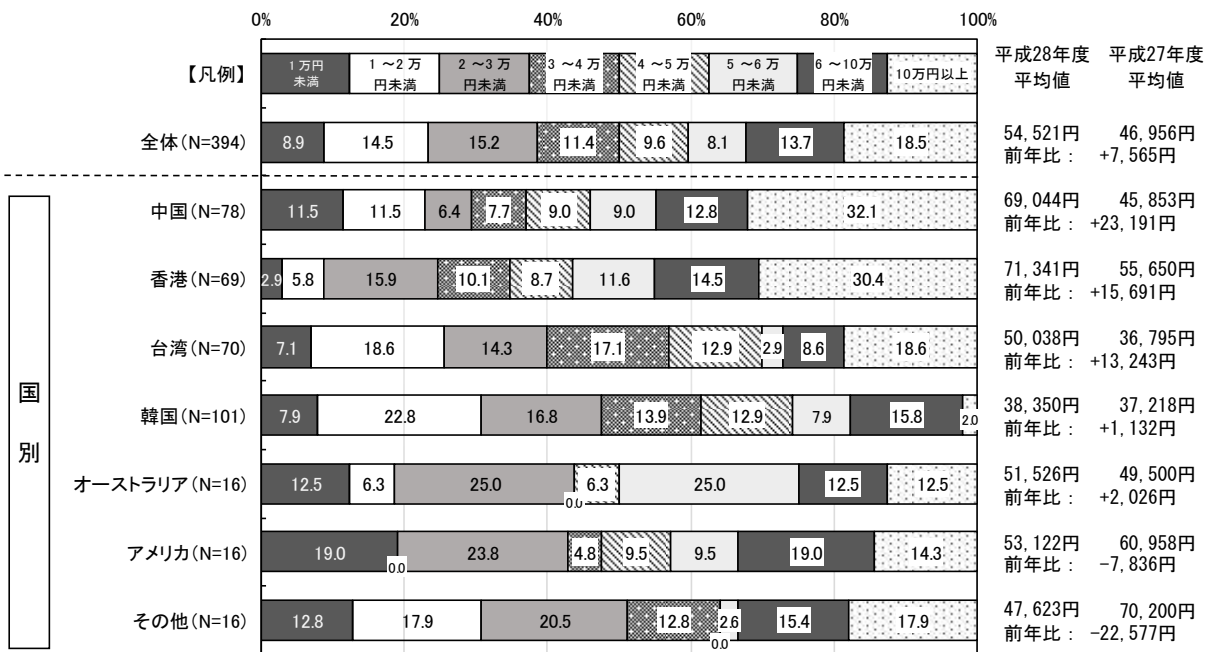 0% 20% 40% 60% 80% 100%
平成28年度 平成27年度
平均値 平均値
【凡例】 1万円未満 1～2万円未満 2～3万円未満 3～4万円未満 4～5万円未満 5～6万円未満 6～10万円未満 10万円以上
全体(N=394) 8.9 14.5 15.2 11.4 9.6 8.1 13.7 18.5 54,521円 46,956円
前年比： +7,565円
国別
中国(N=78) 11.5 11.5 6.4 7.7 9.0 9.0 12.8 32.1 69,044円 45,853円
前年比： +23,191円
香港(N=69) 2.9 5.8 15.9 10.1 8.7 11.6 14.5 30.4 71,341円 55,650円
前年比： +15,691円
台湾(N=70) 7.1 18.6 14.3 17.1 12.9 2.9 8.6 18.6 50,038円 36,795円
前年比： +13,243円
韓国(N=101) 7.9 22.8 16.8 13.9 12.9 7.9 15.8 2.0 38,350円 37,218円
前年比： +1,132円
オーストラリア(N=16) 12.5 6.3 25.0 0.0 6.3 25.0 12.5 12.5 51,526円 49,500円
前年比： +2,026円
アメリカ(N=16) 19.0 0.0 23.8 4.8 9.5 9.5 19.0 14.3 53,122円 60,958円
前年比： -7,836円
その他(N=16) 12.8 17.9 20.5 12.8 0.0 2.6 15.4 17.9 47,623円 70,200円
前年比： -22,577円